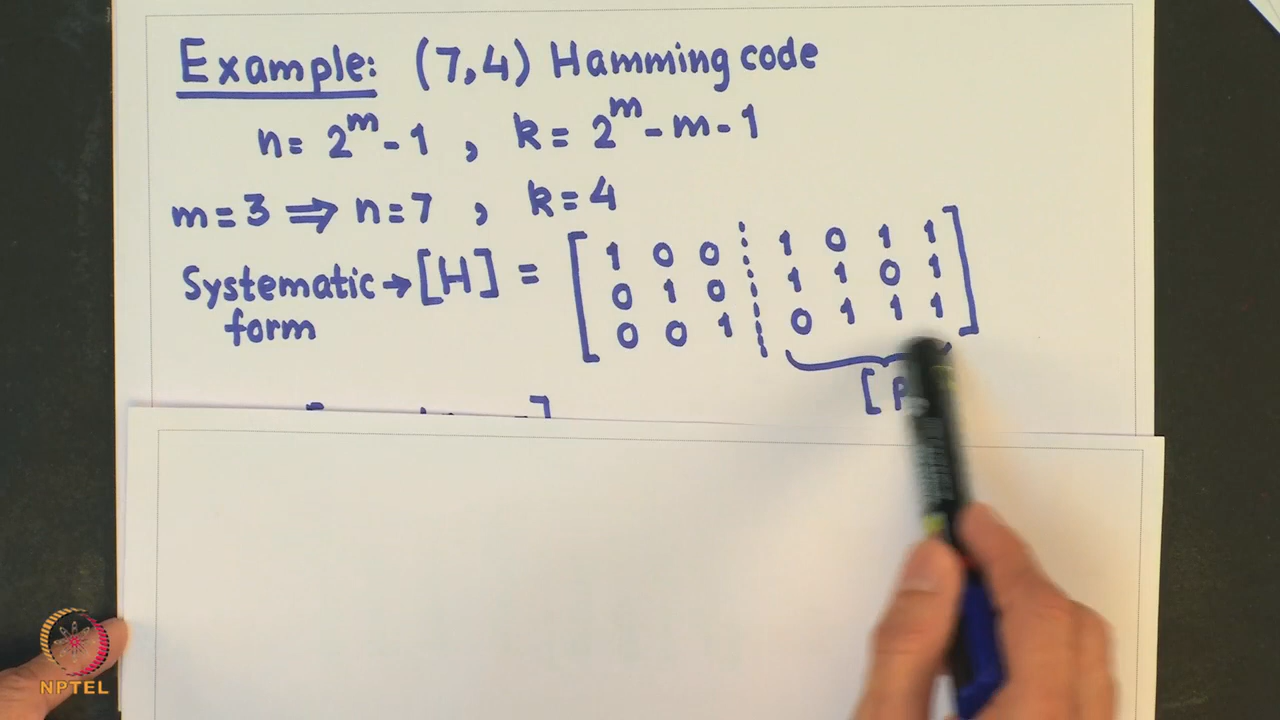 Example: (7,4) Hamming code
n = 2^m - 1 , k = 2^m - m - 1
m = 3 ⇒ n = 7 , k = 4
Systematic → [H] = [ 1 0 0 ⋮ 1 0 1 1
0 1 0 ⋮ 1 1 0 1
form 0 0 1 ⋮ 0 1 1 1 ]
[ P
NPTEL